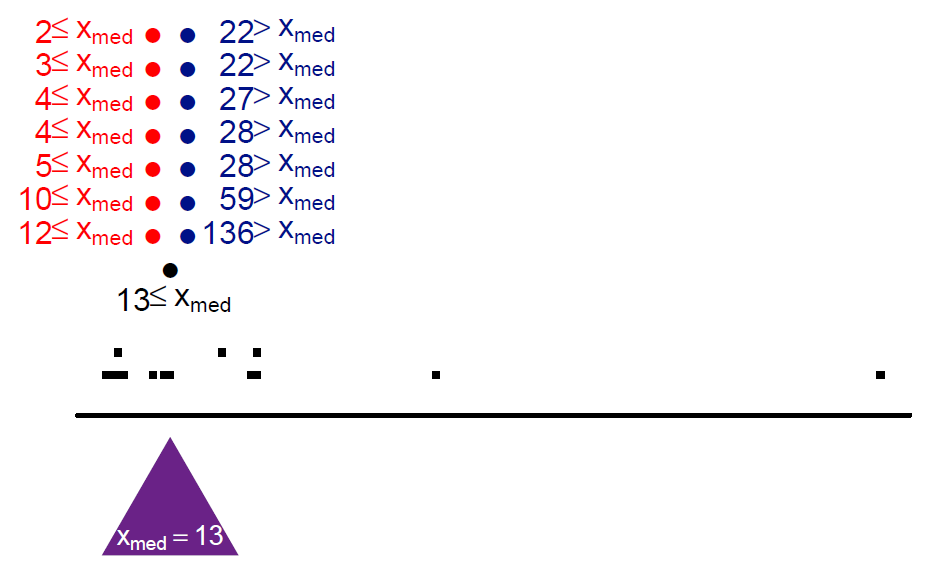 2≤ xmed ● ● 22> xmed
3≤ xmed ● ● 22> xmed
4≤ xmed ● ● 27> xmed
4≤ xmed ● ● 28> xmed
5≤ xmed ● ● 28> xmed
10≤ xmed ● ● 59> xmed
12≤ xmed ● ● 136> xmed
13≤ xmed
xmed = 13